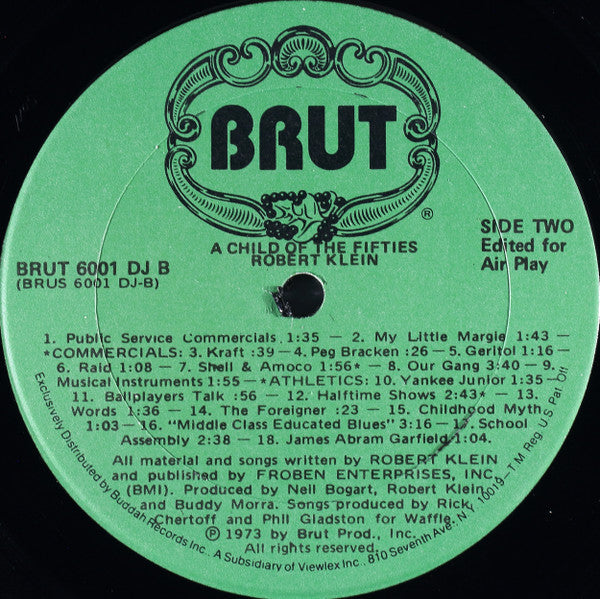 BRUT
®
A CHILD OF THE FIFTIES
ROBERT KLEIN
BRUT 6001 DJ B
(BRUS 6001 DJ-B)
SIDE TWO
Edited for
Air Play
1. Public Service Commercials 1:35 – 2. My Little Margie 1:43 –
*COMMERCIALS: 3. Kraft :39 – 4. Peg Bracken :26 – 5. Geritol 1:16 –
6. Raid 1:08 – 7. Shell & Amoco 1:56* – 8. Our Gang 3:40 – 9.
Musical Instruments 1:55 – *ATHLETICS: 10. Yankee Junior 1:35 –
11. Ballplayers Talk :56 – 12. Halftime Shows 2:43* – 13.
Words 1:36 – 14. The Foreigner :23 – 15. Childhood Myth
1:03 – 16. "Middle Class Educated Blues" 3:16 – 17. School
Assembly 2:38 – 18. James Abram Garfield 1:04.
All material and songs written by ROBERT KLEIN
and published by FROBEN ENTERPRISES, INC.
(BMI). Produced by Neil Bogart, Robert Klein
and Buddy Morra. Songs produced by Rick
Chertoff and Phil Gladston for Waffle.
Ⓟ 1973 by Brut Prod., Inc.
All rights reserved.
Exclusively Distributed by Buddah Records Inc. A Subsidiary of Viewlex Inc. 810 Seventh Ave. N.Y. 10019 – T.M. Reg. US Pat. Off.